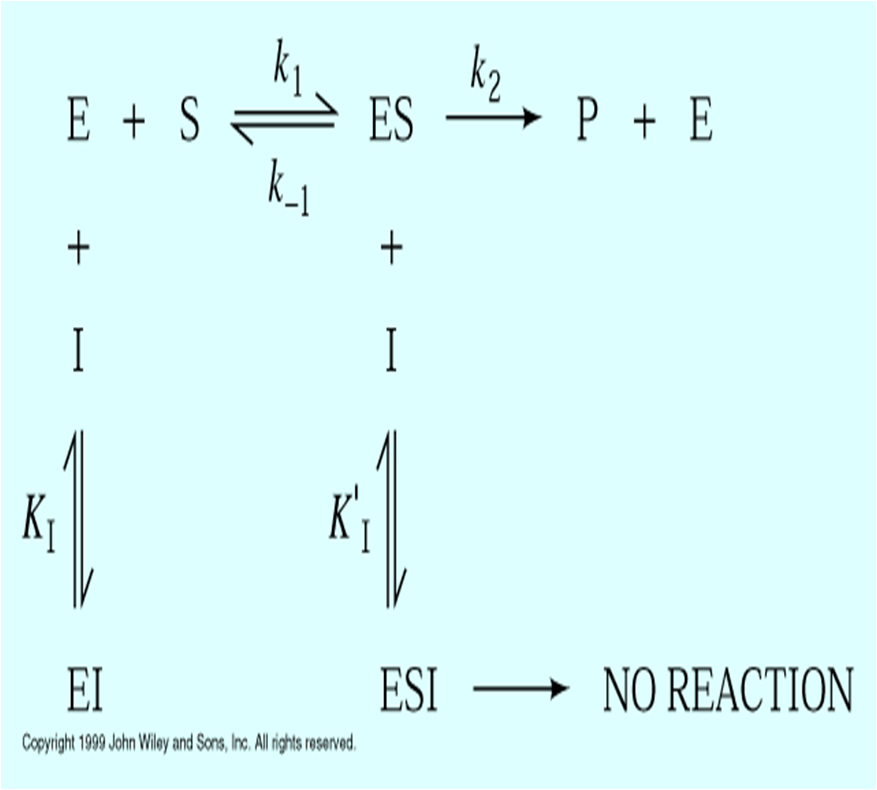 k1 k2
E + S ES P + E
k–1
+ +
I I
KI K'I
EI ESI NO REACTION
Copyright 1999 John Wiley and Sons, Inc. All rights reserved.